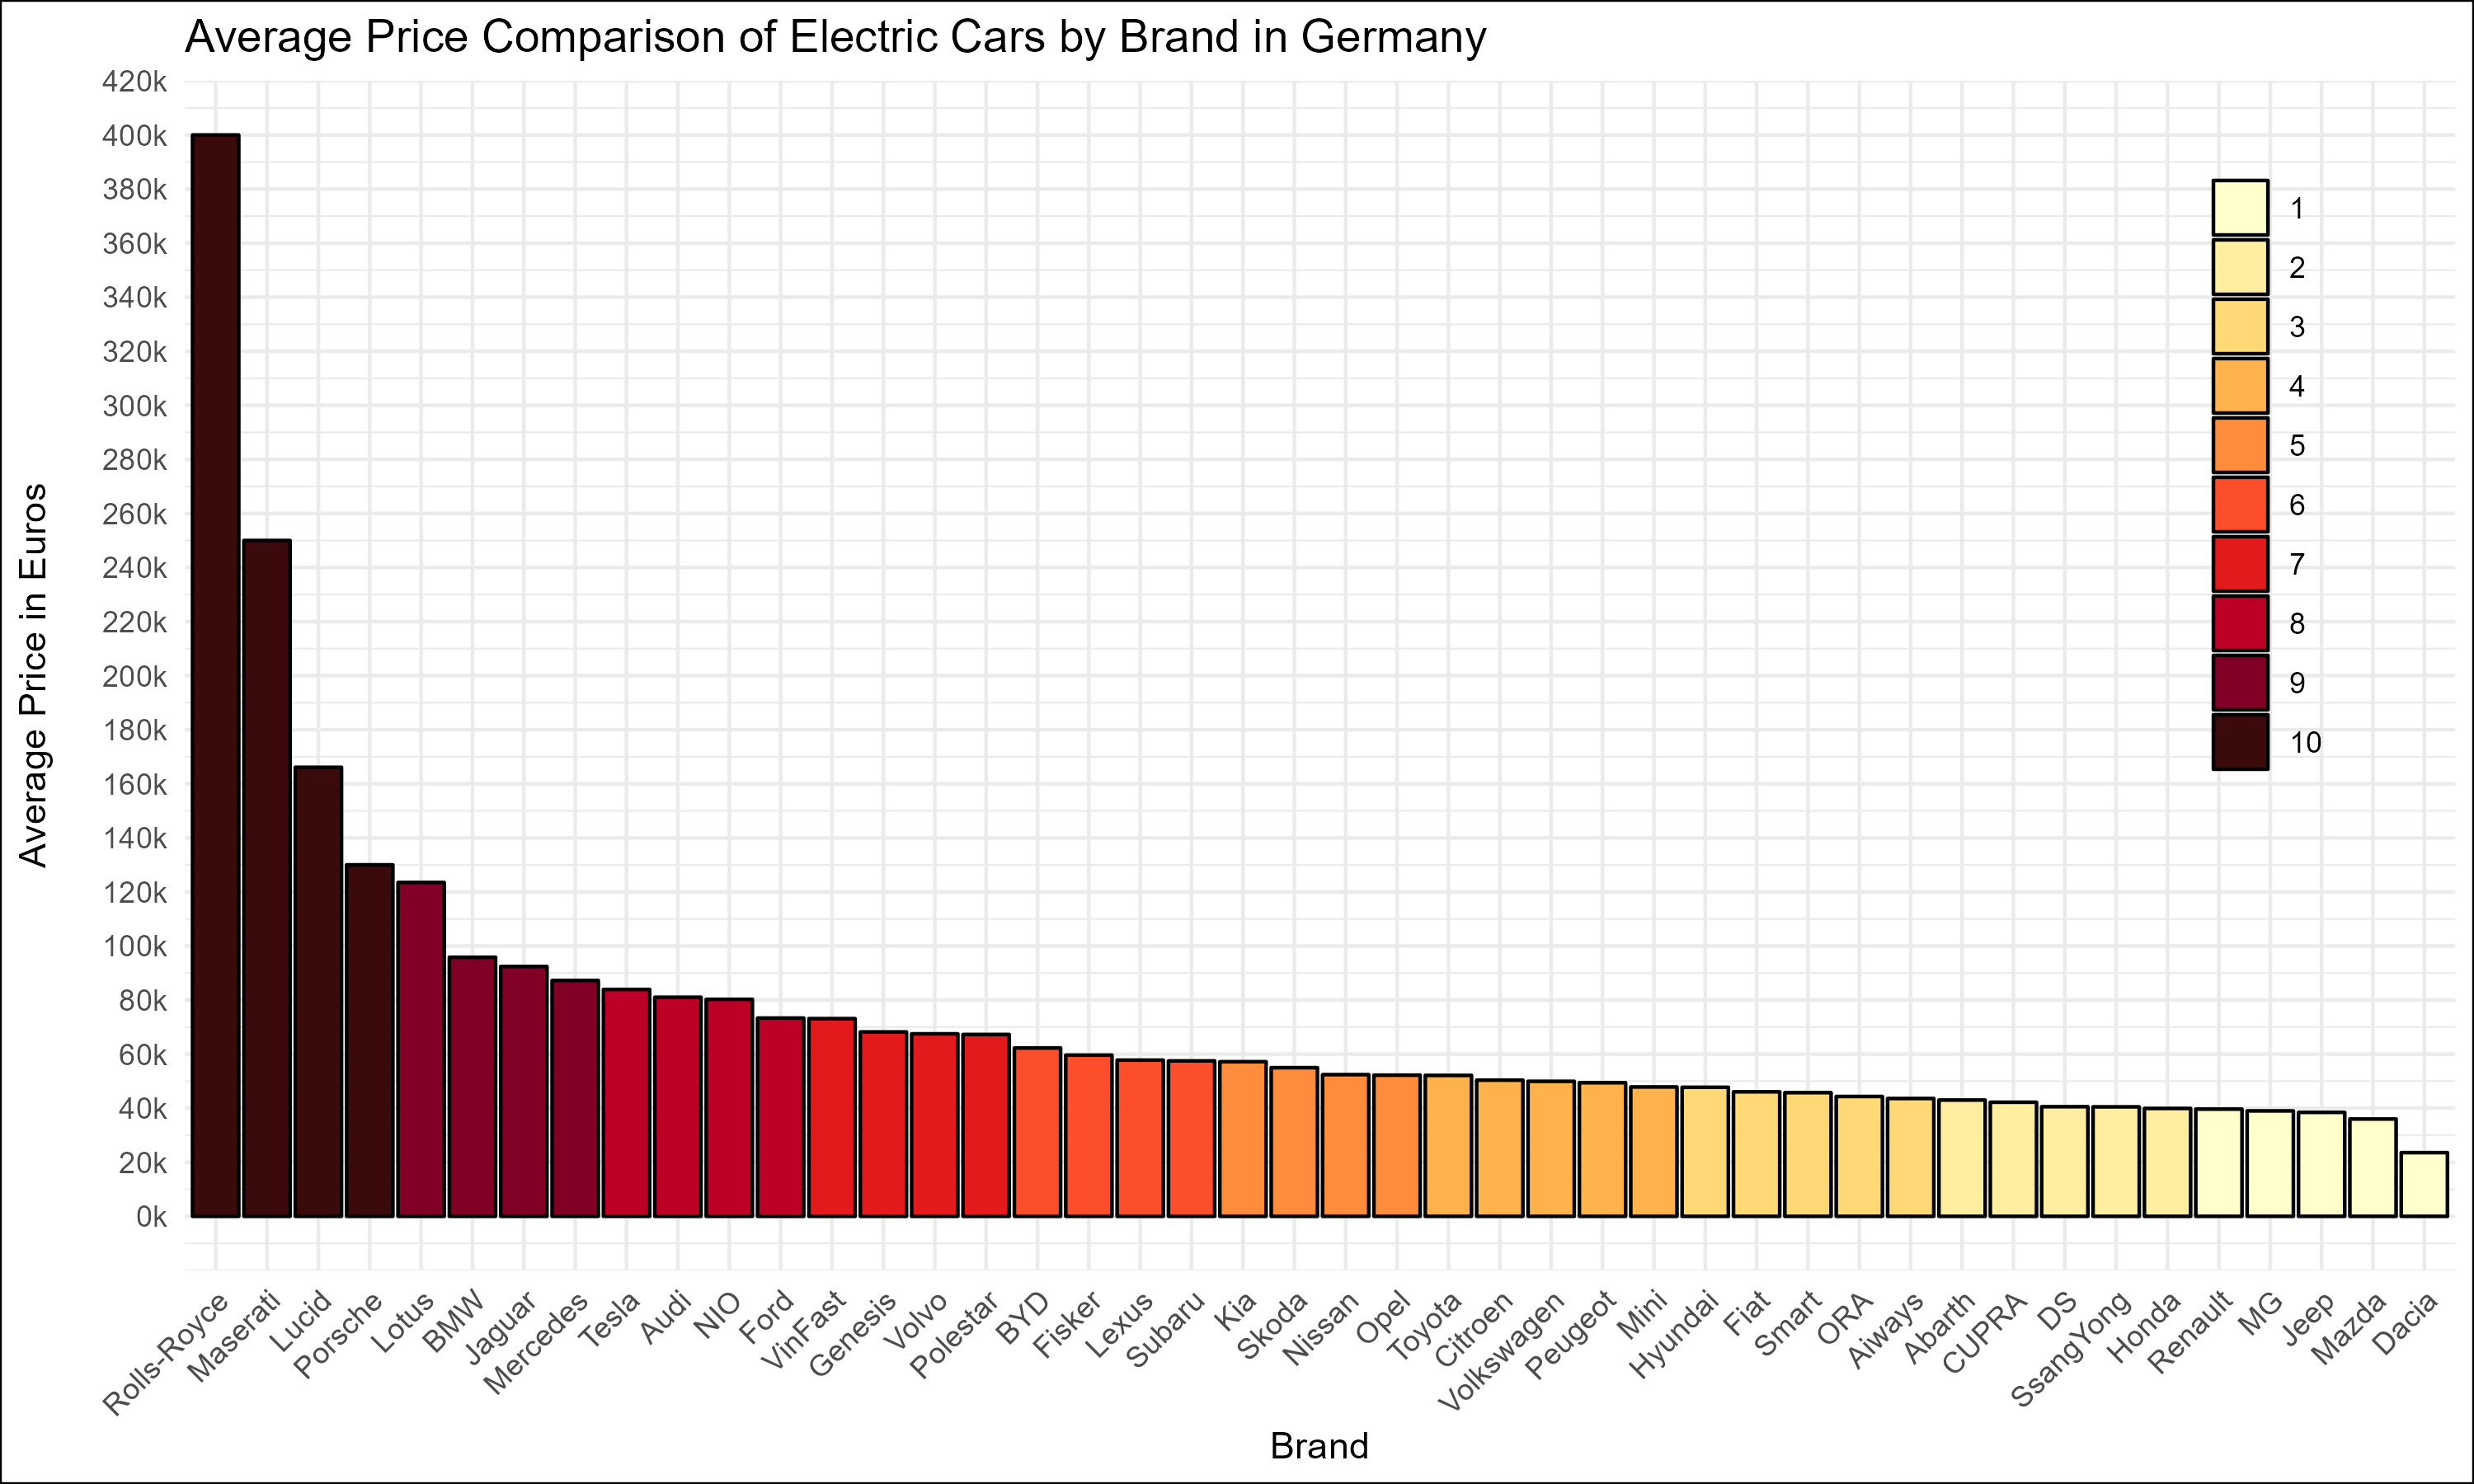 Average Price Comparison of Electric Cars by Brand in Germany
Average Price in Euros
420k
400k
380k
360k
340k
320k
300k
280k
260k
240k
220k
200k
180k
160k
140k
120k
100k
80k
60k
40k
20k
0k
1
2
3
4
5
6
7
8
9
10
Rolls-Royce
Maserati
Lucid
Porsche
Lotus
BMW
Jaguar
Mercedes
Tesla
Audi
NIO
Ford
VinFast
Genesis
Volvo
Polestar
BYD
Fisker
Lexus
Subaru
Kia
Skoda
Nissan
Opel
Toyota
Citroen
Volkswagen
Peugeot
Mini
Hyundai
Fiat
Smart
ORA
Aiways
Abarth
CUPRA
DS
SsangYong
Honda
Renault
MG
Jeep
Mazda
Dacia
Brand